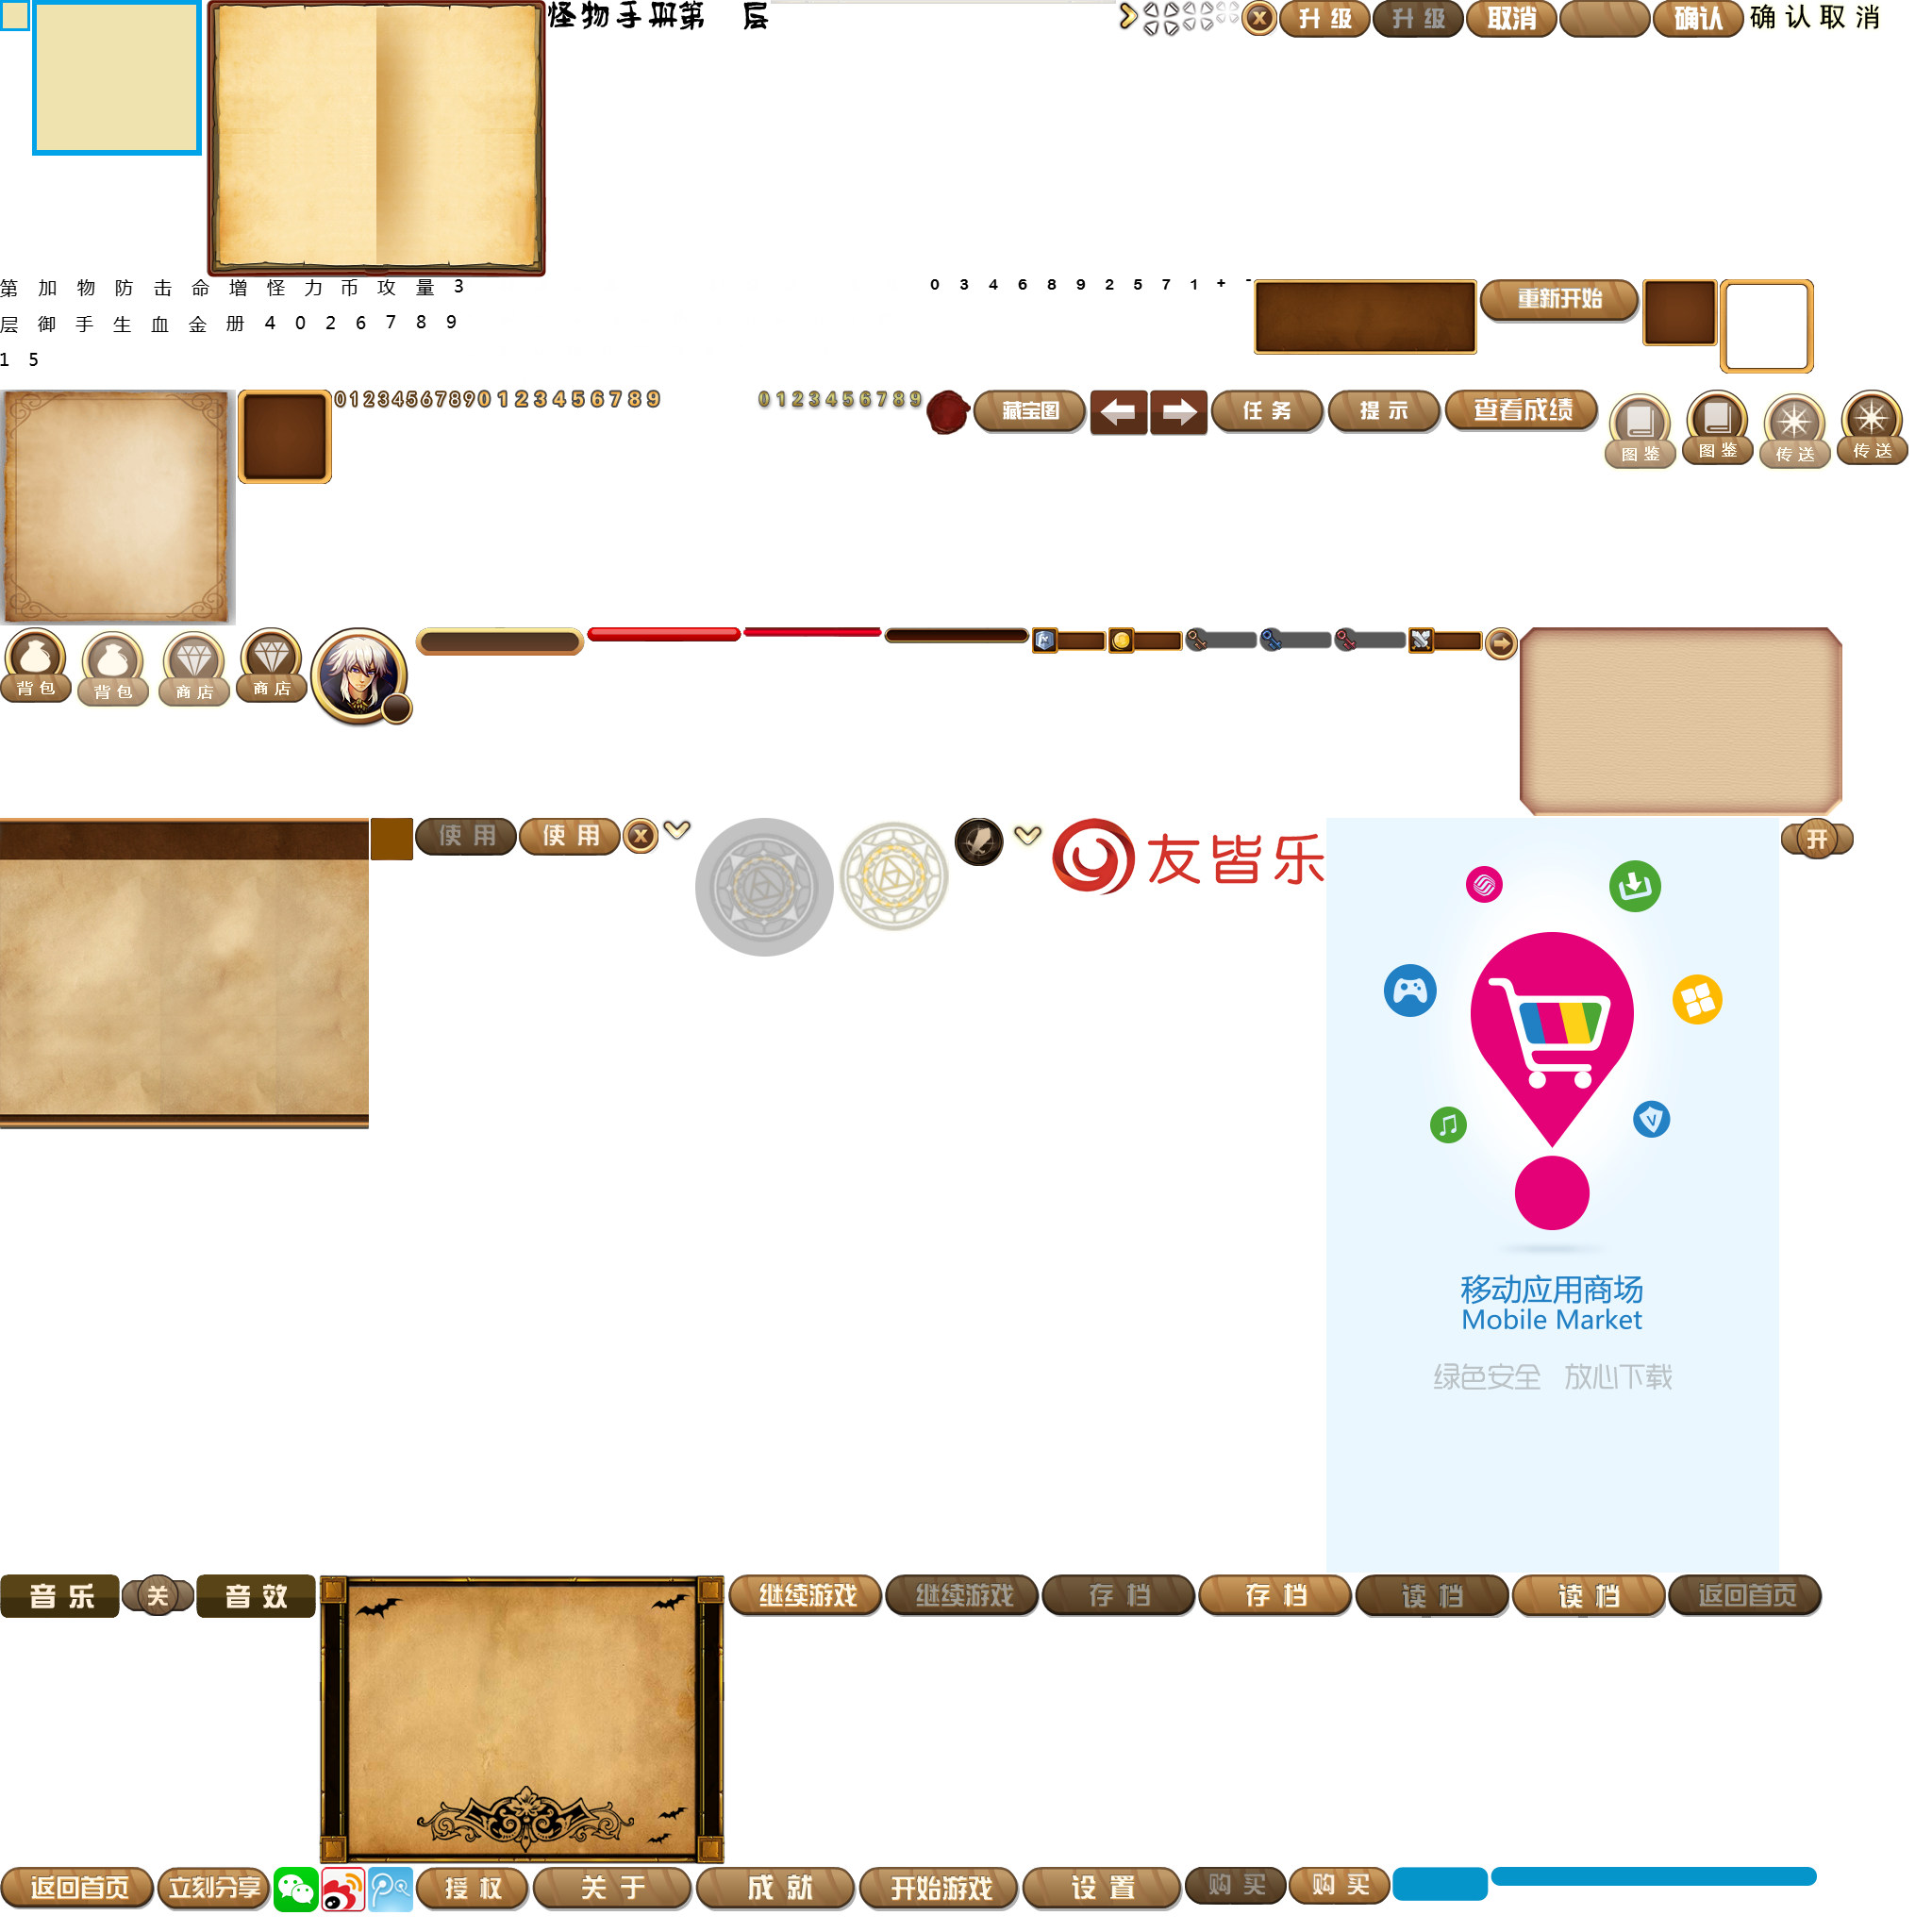 怪物手册第 层
升 级
升 级
取消
确认
确 认 取 消
第 加 物 防 击 命 增 怪 力 币 攻 量 3
层 御 手 生 血 金 册 4 0 2 6 7 8 9
1 5
0 3 4 6 8 9 2 5 7 1 + -
重新开始
0123456789
0123456789
0123456789
藏宝图
任 务
提 示
查看成绩
图 鉴
图 鉴
传 送
传 送
背 包
背 包
商 店
商 店
使 用
使 用
友皆乐
开
移动应用商场
Mobile Market
绿色安全 放心下载
音 乐
关
音 效
继续游戏
继续游戏
存 档
存 档
读 档
读 档
返回首页
返回首页
立刻分享
授 权
关 于
成 就
开始游戏
设 置
购 买
购 买